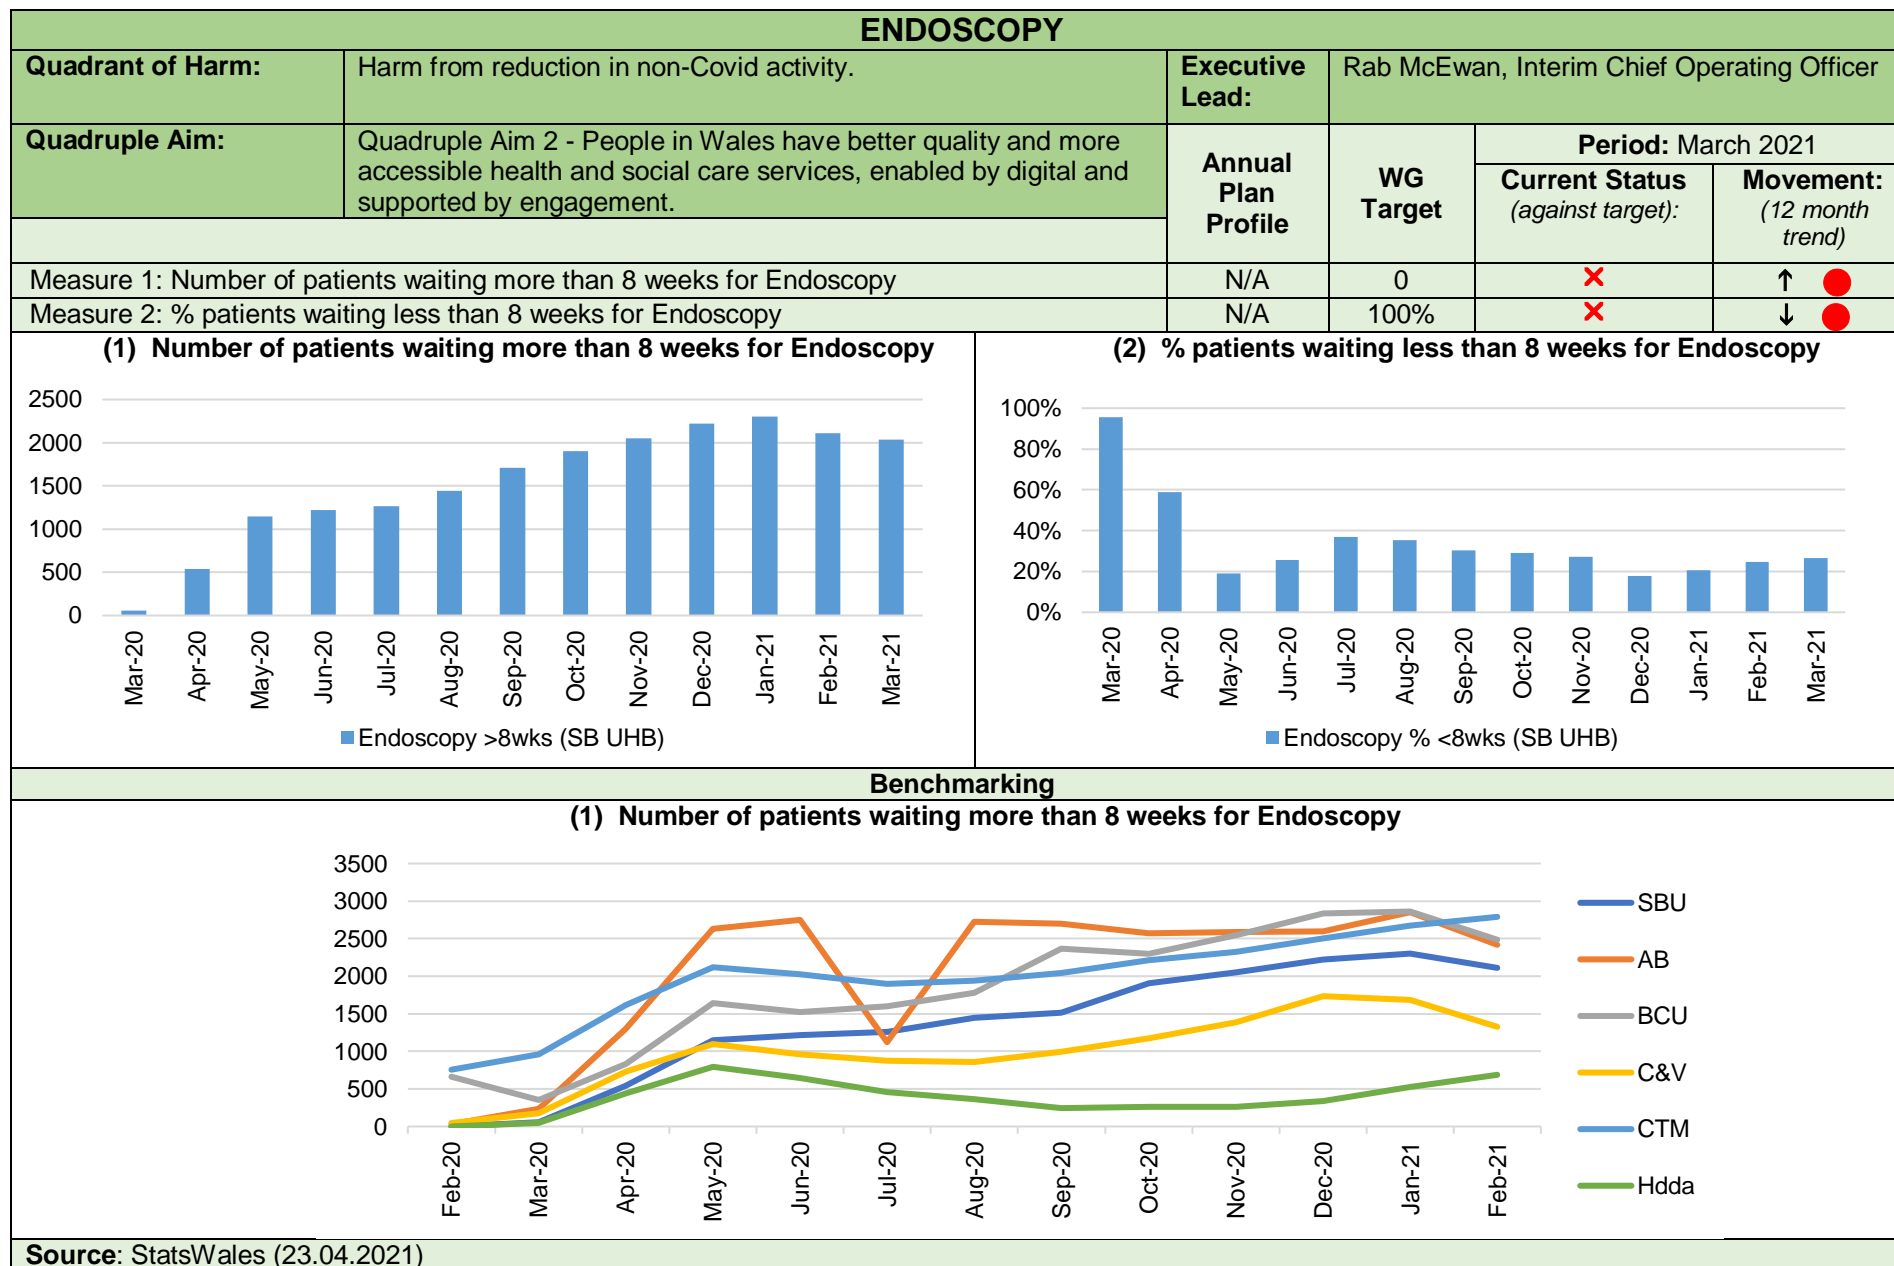 ENDOSCOPY
Quadrant of Harm:
Harm from reduction in non-Covid activity.
Executive
Lead:
Rab McEwan, Interim Chief Operating Officer
Quadruple Aim:
Quadruple Aim 2 - People in Wales have better quality and more
accessible health and social care services, enabled by digital and
supported by engagement.
Annual
Plan
Profile
WG
Target
Period: March 2021
Current Status
(against target):
Movement:
(12 month
trend)
Measure 1: Number of patients waiting more than 8 weeks for Endoscopy
N/A
0
✕
↑
Measure 2: % patients waiting less than 8 weeks for Endoscopy
N/A
100%
✕
↓
(1) Number of patients waiting more than 8 weeks for Endoscopy
2500
2000
1500
1000
500
0
Mar-20
Apr-20
May-20
Jun-20
Jul-20
Aug-20
Sep-20
Oct-20
Nov-20
Dec-20
Jan-21
Feb-21
Mar-21
Endoscopy >8wks (SB UHB)
(2) % patients waiting less than 8 weeks for Endoscopy
100%
80%
60%
40%
20%
0%
Mar-20
Apr-20
May-20
Jun-20
Jul-20
Aug-20
Sep-20
Oct-20
Nov-20
Dec-20
Jan-21
Feb-21
Mar-21
Endoscopy % <8wks (SB UHB)
Benchmarking
(1) Number of patients waiting more than 8 weeks for Endoscopy
3500
3000
2500
2000
1500
1000
500
0
Feb-20
Mar-20
Apr-20
May-20
Jun-20
Jul-20
Aug-20
Sep-20
Oct-20
Nov-20
Dec-20
Jan-21
Feb-21
SBU
AB
BCU
C&V
CTM
Hdda
Source: StatsWales (23.04.2021)